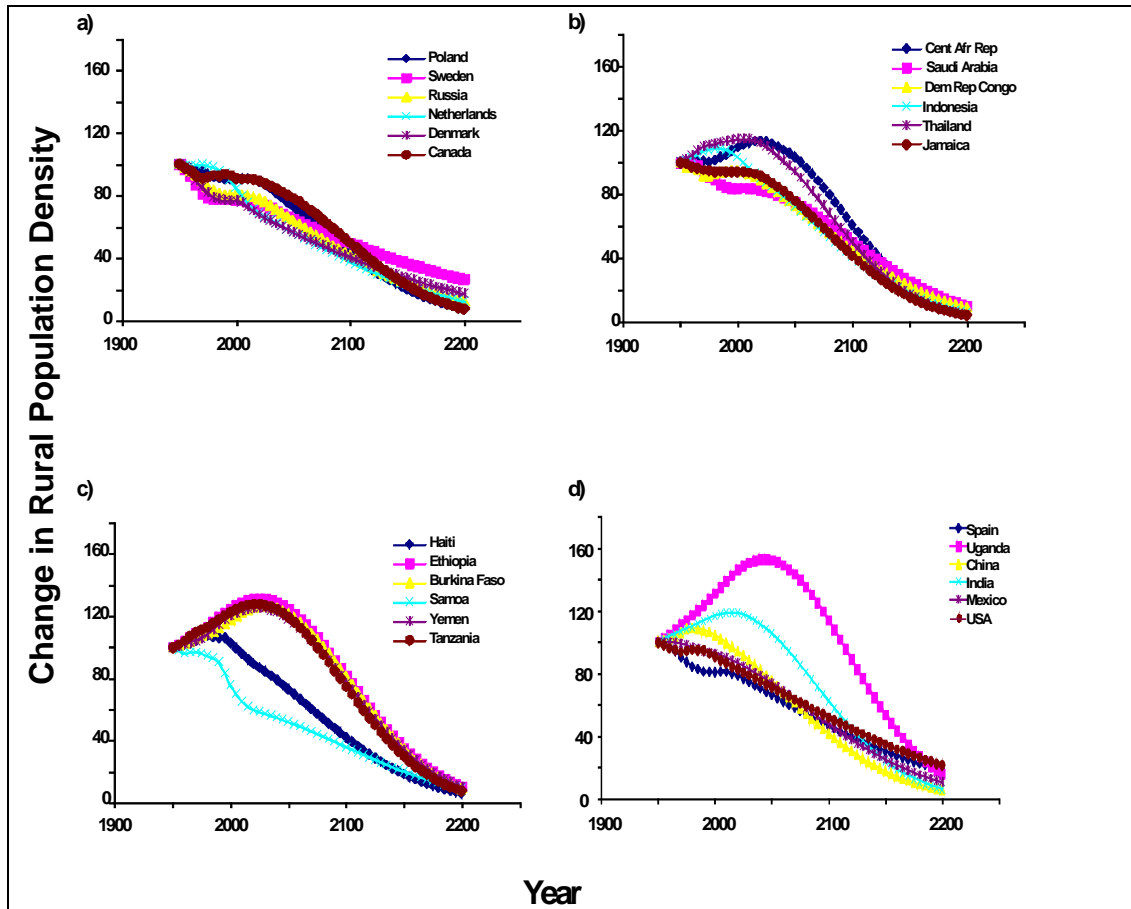 Change in Rural Population Density
a)
160
120
80
40
0
1900
2000
2100
2200
Poland
Sweden
Russia
Netherlands
Denmark
Canada
b)
160
120
80
40
0
1900
2000
2100
2200
Cent Afr Rep
Saudi Arabia
Dem Rep Congo
Indonesia
Thailand
Jamaica
c)
160
120
80
40
0
1900
2000
2100
2200
Haiti
Ethiopia
Burkina Faso
Samoa
Yemen
Tanzania
d)
160
120
80
40
0
1900
2000
2100
2200
Spain
Uganda
China
India
Mexico
USA
Year